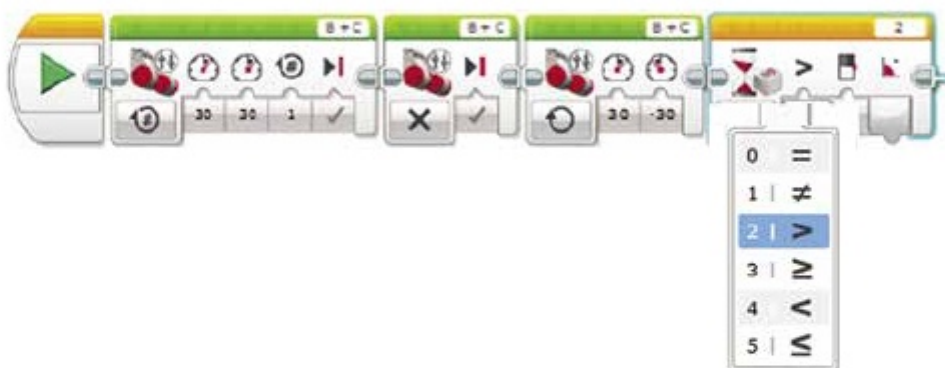 B + C B + C B + C 2
>
30 30 1 30 -30
0 =
1 | ≠
2 | >
3 | ≥
4 <
5 | ≤